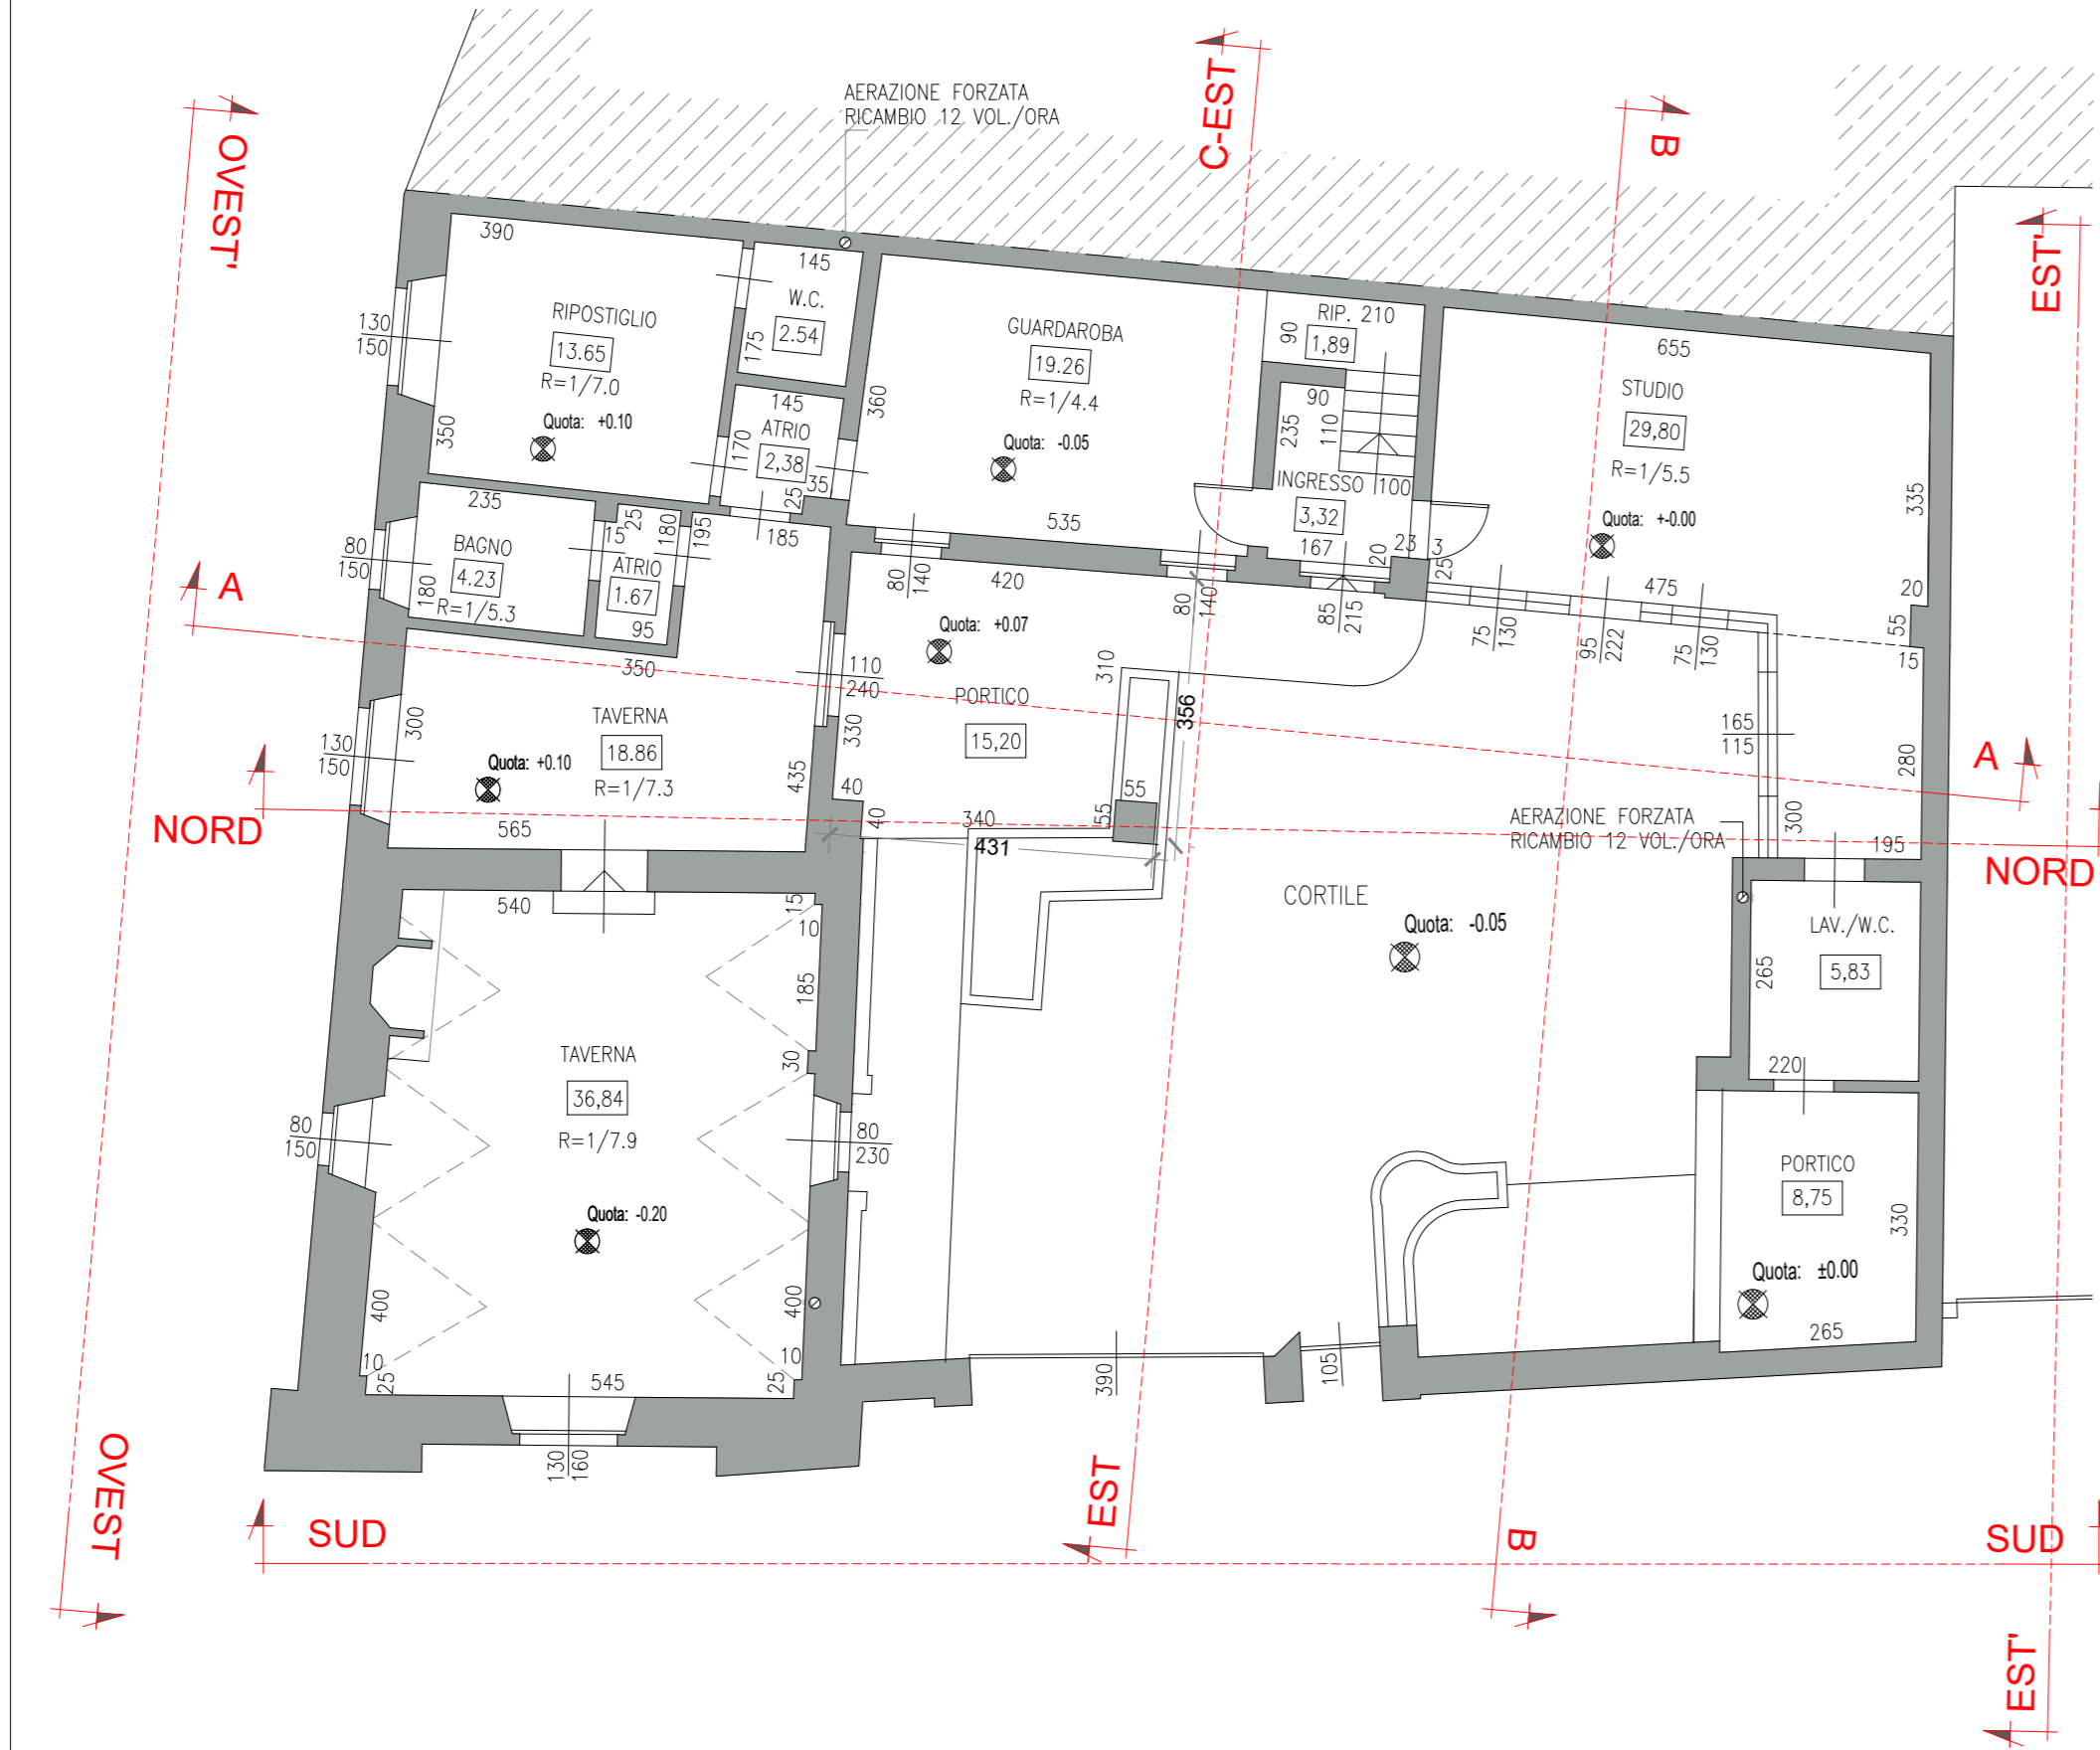 C-EST
B
OVEST'
EST'
AERAZIONE FORZATA
RICAMBIO 12 VOL./ORA
390
145
W.C.
2.54
175
RIPOSTIGLIO
13.65
R=1/7.0
Quota: +0.10
350
130
150
145
ATRIO
2,38
170
35
25
185
GUARDAROBA
19.26
R=1/4.4
Quota: -0.05
360
535
RIP. 210
1,89
90
90
235
110
INGRESSO
100
3,32
167
20
23
3
25
655
STUDIO
29,80
R=1/5.5
Quota: +-0.00
335
475
20
55
15
235
BAGNO
4.23
R=1/5.3
180
80
150
15
25
180
195
ATRIO
1.67
95
A
350
TAVERNA
18.86
R=1/7.3
Quota: +0.10
300
435
565
130
150
110
240
80
140
420
80
140
85
215
75
130
95
222
75
130
Quota: +0.07
PORTICO
15,20
310
330
356
40
40
340
431
55
55
165
115
280
300
195
A
NORD
NORD
AERAZIONE FORZATA
RICAMBIO 12 VOL./ORA
CORTILE
Quota: -0.05
LAV./W.C.
5,83
265
220
540
15
10
185
30
TAVERNA
36,84
R=1/7.9
Quota: -0.20
80
150
80
230
400
400
10
25
10
25
545
130
160
PORTICO
8,75
Quota: ±0.00
330
265
390
105
OVEST
SUD
EST
B
SUD
EST'